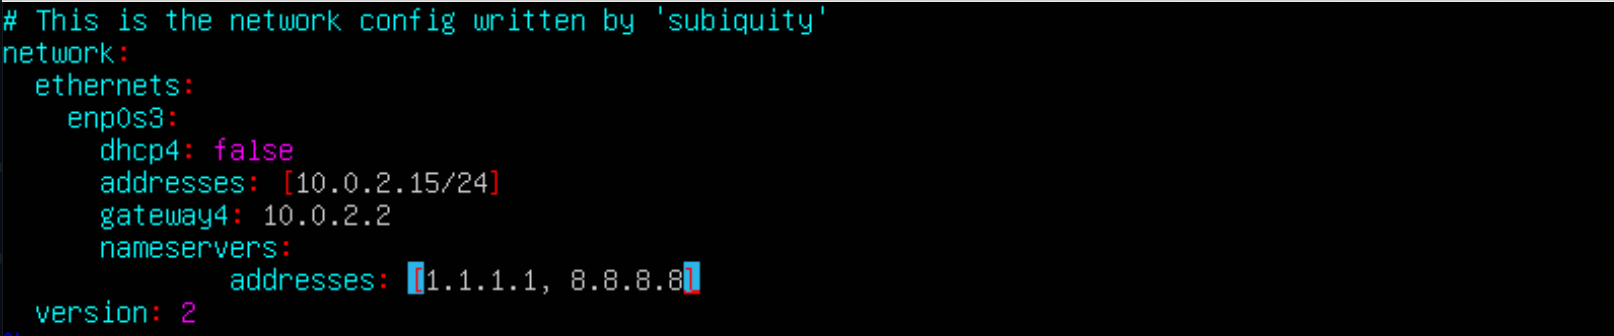 # This is the network config written by 'subiquity'
network:
  ethernets:
    enp0s3:
      dhcp4: false
      addresses: [10.0.2.15/24]
      gateway4: 10.0.2.2
      nameservers:
              addresses: [1.1.1.1, 8.8.8.8]
  version: 2